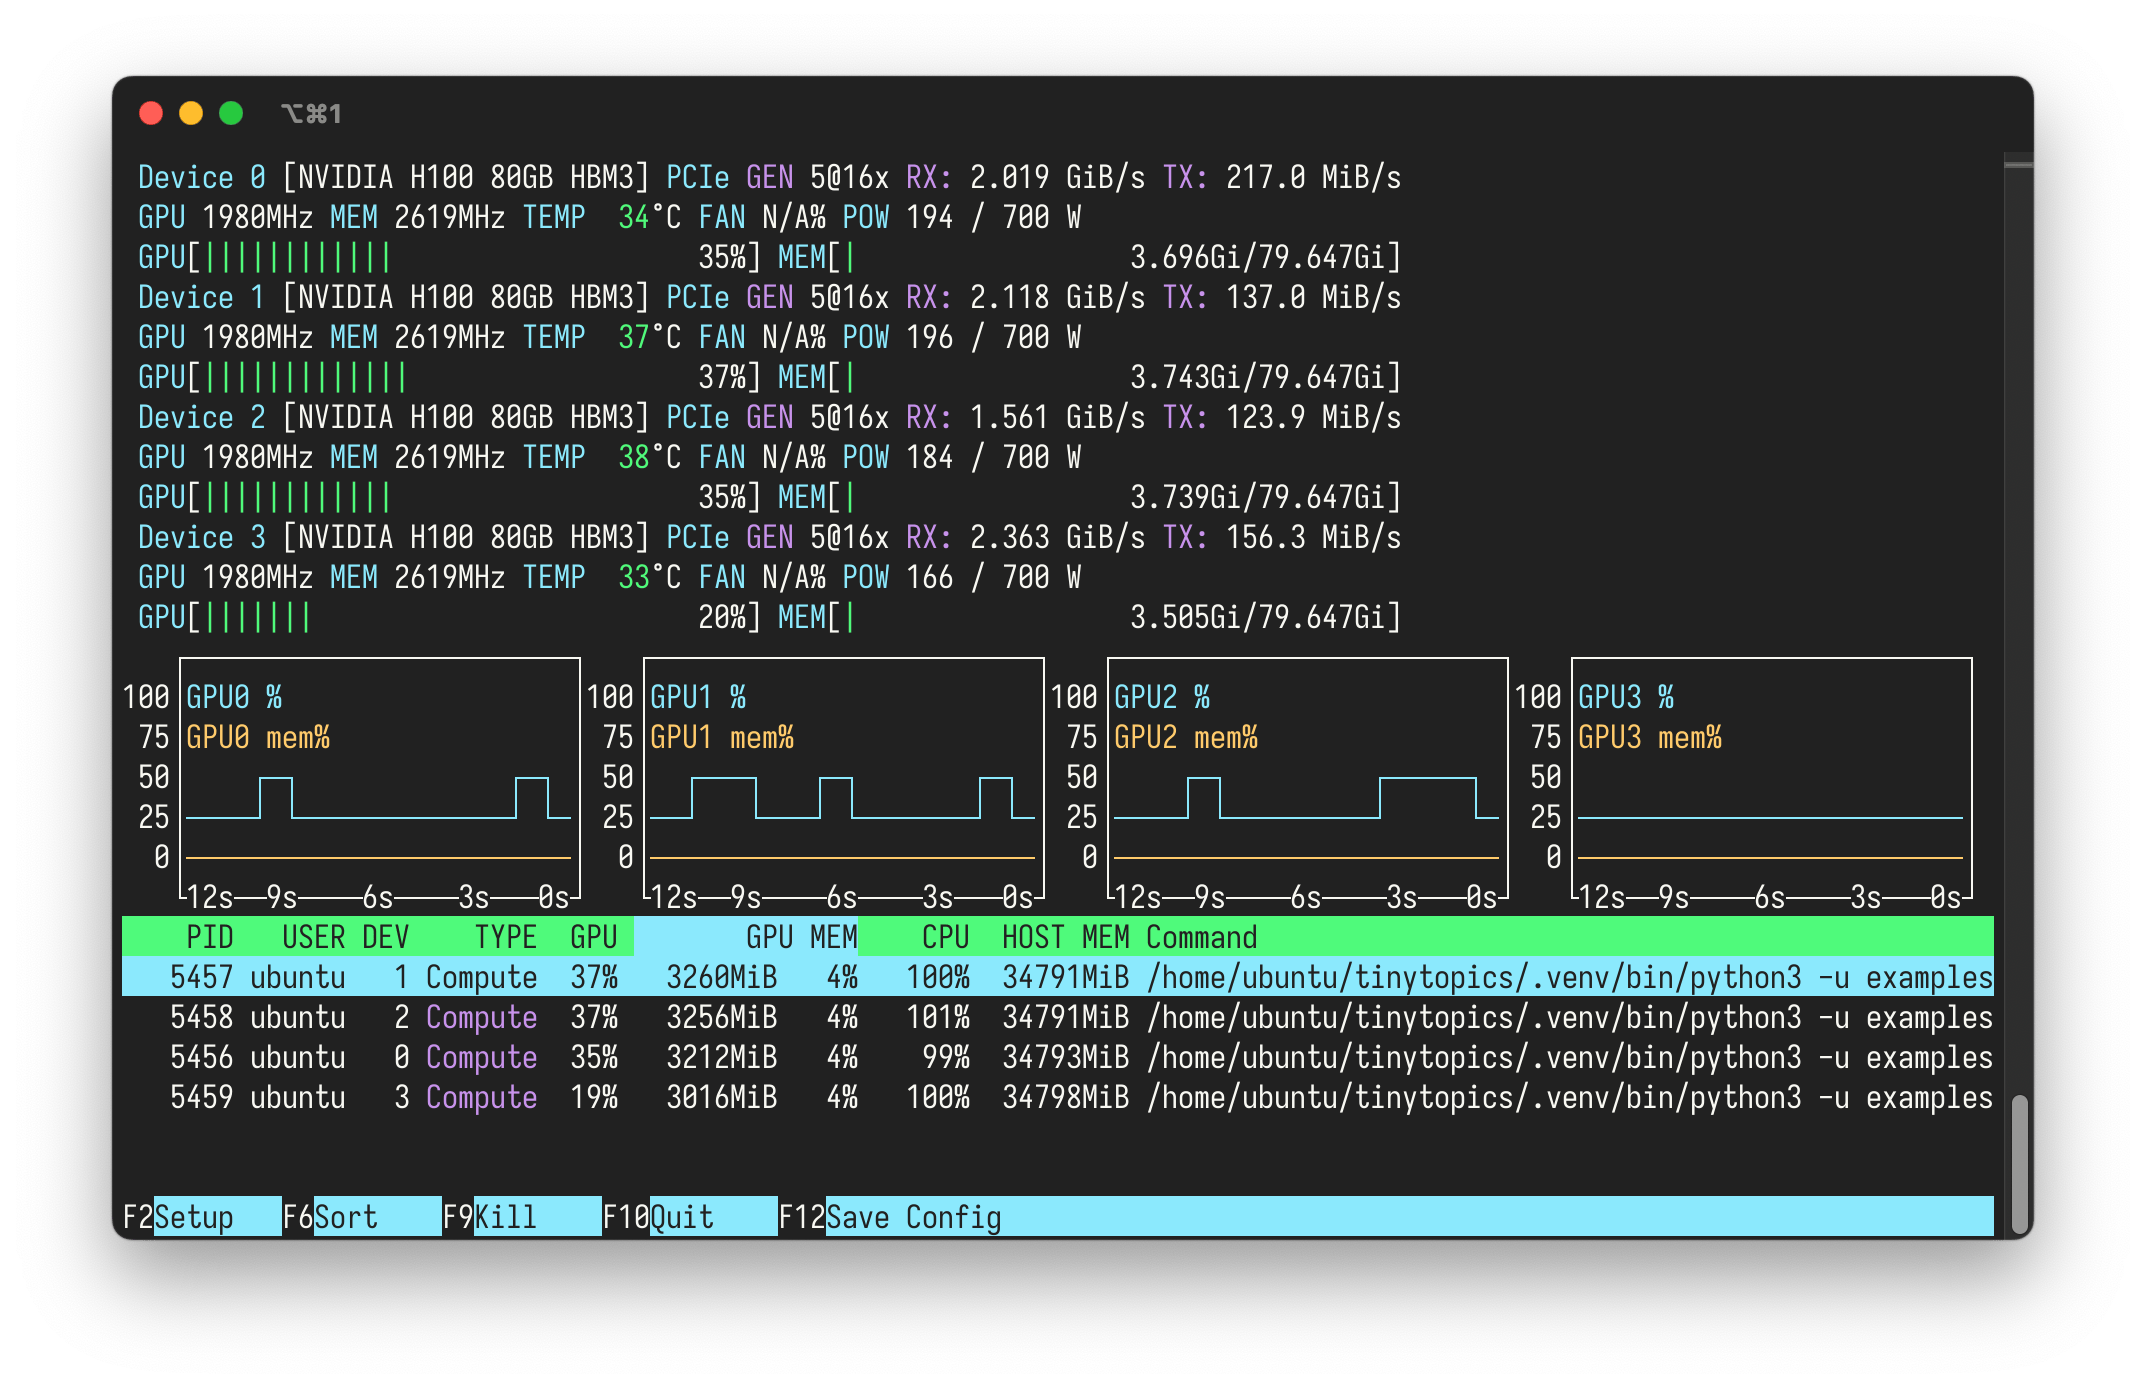 ⌥⌘1
Device 0 [NVIDIA H100 80GB HBM3] PCIe GEN 5@16x RX: 2.019 GiB/s TX: 217.0 MiB/s
GPU 1980MHz MEM 2619MHz TEMP  34°C FAN N/A% POW 194 / 700 W
GPU[||||||||||||                   35%] MEM[|                 3.696Gi/79.647Gi]
Device 1 [NVIDIA H100 80GB HBM3] PCIe GEN 5@16x RX: 2.118 GiB/s TX: 137.0 MiB/s
GPU 1980MHz MEM 2619MHz TEMP  37°C FAN N/A% POW 196 / 700 W
GPU[|||||||||||||                  37%] MEM[|                 3.743Gi/79.647Gi]
Device 2 [NVIDIA H100 80GB HBM3] PCIe GEN 5@16x RX: 1.561 GiB/s TX: 123.9 MiB/s
GPU 1980MHz MEM 2619MHz TEMP  38°C FAN N/A% POW 184 / 700 W
GPU[||||||||||||                   35%] MEM[|                 3.739Gi/79.647Gi]
Device 3 [NVIDIA H100 80GB HBM3] PCIe GEN 5@16x RX: 2.363 GiB/s TX: 156.3 MiB/s
GPU 1980MHz MEM 2619MHz TEMP  33°C FAN N/A% POW 166 / 700 W
GPU[|||||||                        20%] MEM[|                 3.505Gi/79.647Gi]
100 GPU0 % 100 GPU1 % 100 GPU2 % 100 GPU3 %
75 GPU0 mem% 75 GPU1 mem% 75 GPU2 mem% 75 GPU3 mem%
50 50 50 50
25 25 25 25
0 0 0 0
12s 9s 6s 3s 0s 12s 9s 6s 3s 0s 12s 9s 6s 3s 0s 12s 9s 6s 3s 0s
PID USER DEV TYPE GPU GPU MEM CPU HOST MEM Command
5457 ubuntu 1 Compute 37% 3260MiB 4% 100% 34791MiB /home/ubuntu/tinytopics/.venv/bin/python3 -u examples
5458 ubuntu 2 Compute 37% 3256MiB 4% 101% 34791MiB /home/ubuntu/tinytopics/.venv/bin/python3 -u examples
5456 ubuntu 0 Compute 35% 3212MiB 4% 99% 34793MiB /home/ubuntu/tinytopics/.venv/bin/python3 -u examples
5459 ubuntu 3 Compute 19% 3016MiB 4% 100% 34798MiB /home/ubuntu/tinytopics/.venv/bin/python3 -u examples
F2Setup F6Sort F9Kill F10Quit F12Save Config